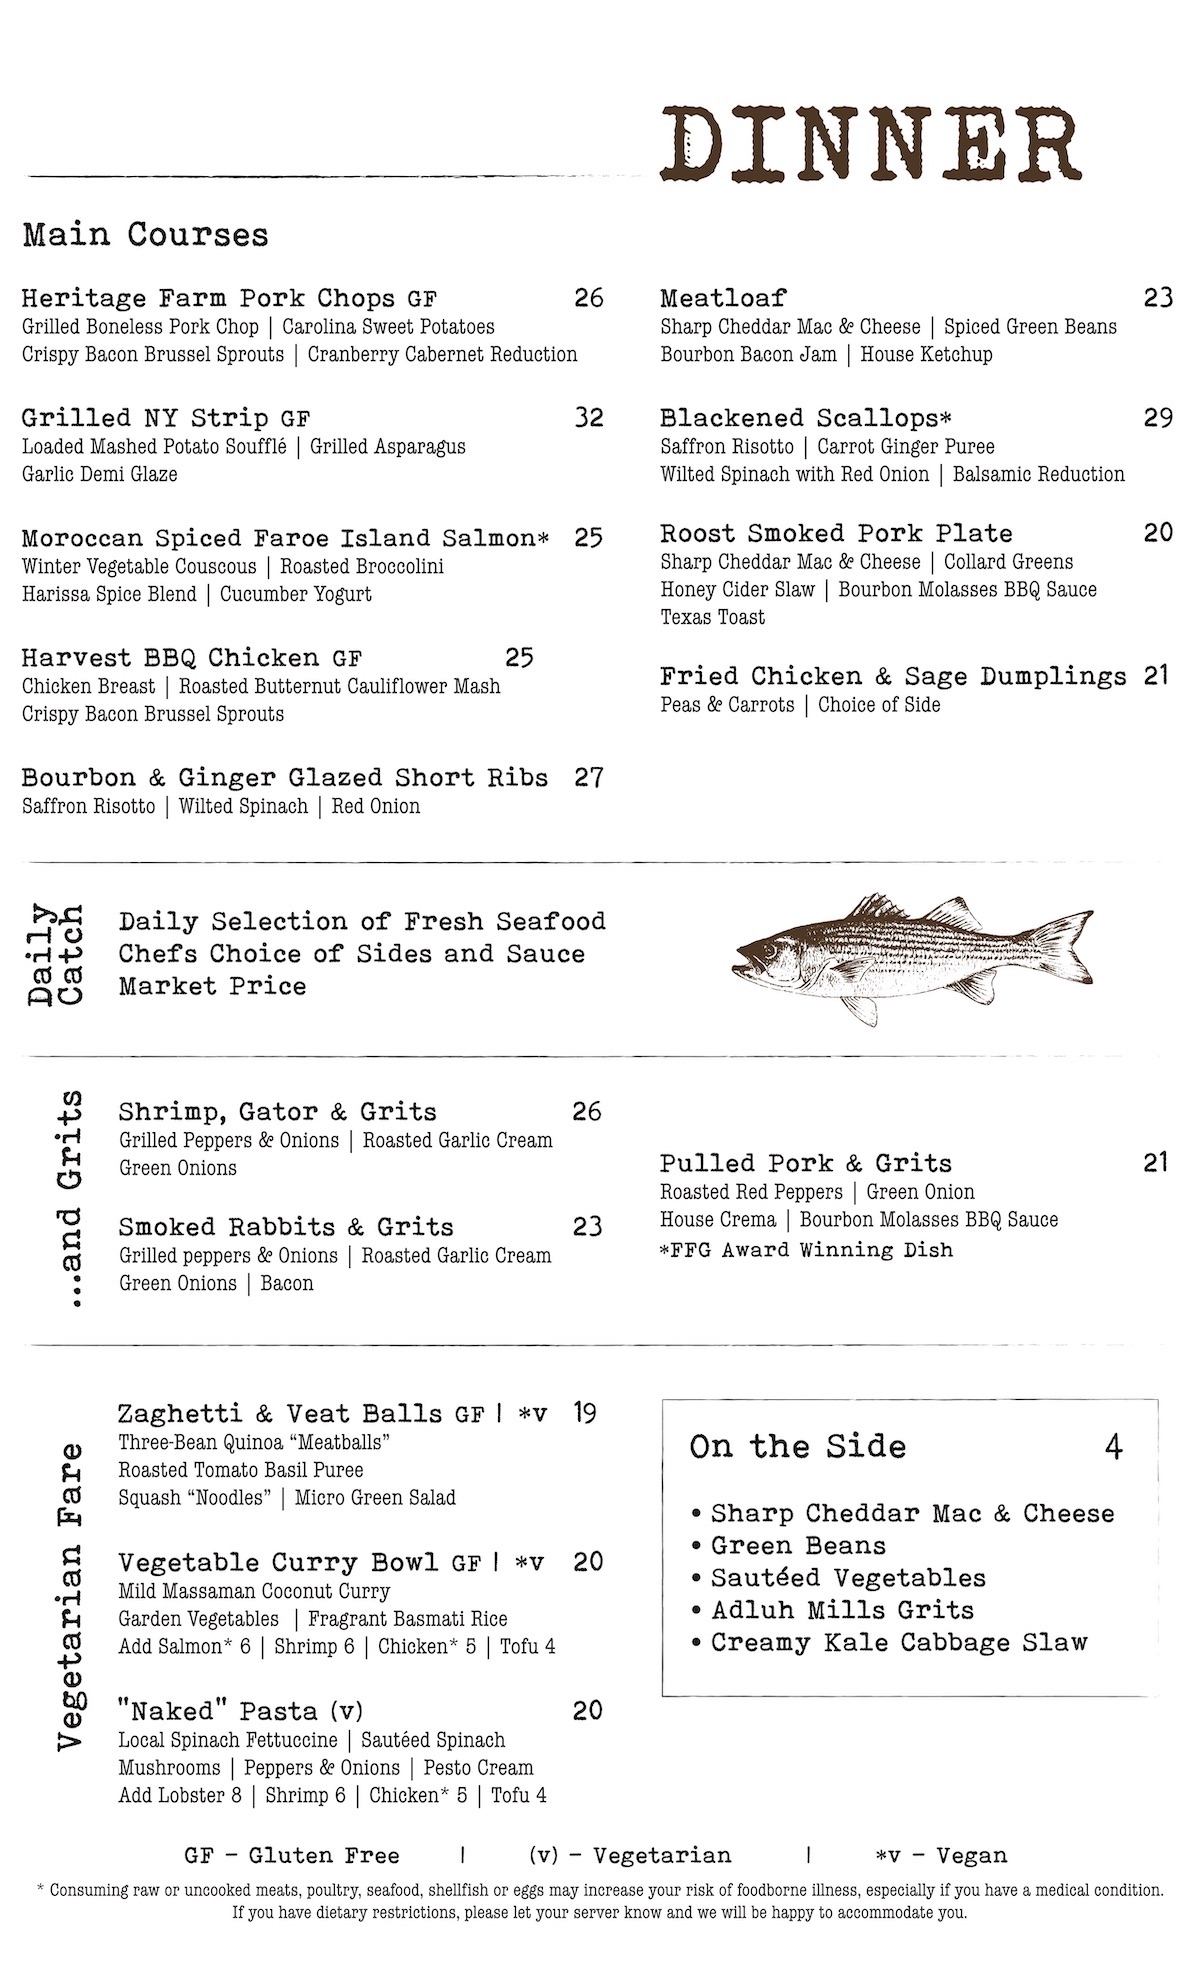 DINNER
Main Courses
Heritage Farm Pork Chops GF 26
Grilled Boneless Pork Chop | Carolina Sweet Potatoes
Crispy Bacon Brussel Sprouts | Cranberry Cabernet Reduction
Grilled NY Strip GF 32
Loaded Mashed Potato Soufflé | Grilled Asparagus
Garlic Demi Glaze
Moroccan Spiced Faroe Island Salmon* 25
Winter Vegetable Couscous | Roasted Broccolini
Harissa Spice Blend | Cucumber Yogurt
Harvest BBQ Chicken GF 25
Chicken Breast | Roasted Butternut Cauliflower Mash
Crispy Bacon Brussel Sprouts
Bourbon & Ginger Glazed Short Ribs 27
Saffron Risotto | Wilted Spinach | Red Onion
Meatloaf 23
Sharp Cheddar Mac & Cheese | Spiced Green Beans
Bourbon Bacon Jam | House Ketchup
Blackened Scallops* 29
Saffron Risotto | Carrot Ginger Puree
Wilted Spinach with Red Onion | Balsamic Reduction
Roost Smoked Pork Plate 20
Sharp Cheddar Mac & Cheese | Collard Greens
Honey Cider Slaw | Bourbon Molasses BBQ Sauce
Texas Toast
Fried Chicken & Sage Dumplings 21
Peas & Carrots | Choice of Side
Daily
Catch
Daily Selection of Fresh Seafood
Chefs Choice of Sides and Sauce
Market Price
...and Grits
Shrimp, Gator & Grits 26
Grilled Peppers & Onions | Roasted Garlic Cream
Green Onions
Smoked Rabbits & Grits 23
Grilled peppers & Onions | Roasted Garlic Cream
Green Onions | Bacon
Pulled Pork & Grits 21
Roasted Red Peppers | Green Onion
House Crema | Bourbon Molasses BBQ Sauce
*FFG Award Winning Dish
Vegetarian Fare
Zaghetti & Veat Balls GF | *v 19
Three-Bean Quinoa “Meatballs”
Roasted Tomato Basil Puree
Squash “Noodles” | Micro Green Salad
Vegetable Curry Bowl GF | *v 20
Mild Massaman Coconut Curry
Garden Vegetables | Fragrant Basmati Rice
Add Salmon* 6 | Shrimp 6 | Chicken* 5 | Tofu 4
"Naked" Pasta (v) 20
Local Spinach Fettuccine | Sautéed Spinach
Mushrooms | Peppers & Onions | Pesto Cream
Add Lobster 8 | Shrimp 6 | Chicken* 5 | Tofu 4
On the Side 4
• Sharp Cheddar Mac & Cheese
• Green Beans
• Sautéed Vegetables
• Adluh Mills Grits
• Creamy Kale Cabbage Slaw
GF – Gluten Free | (v) – Vegetarian | *v – Vegan
* Consuming raw or uncooked meats, poultry, seafood, shellfish or eggs may increase your risk of foodborne illness, especially if you have a medical condition.
If you have dietary restrictions, please let your server know and we will be happy to accommodate you.